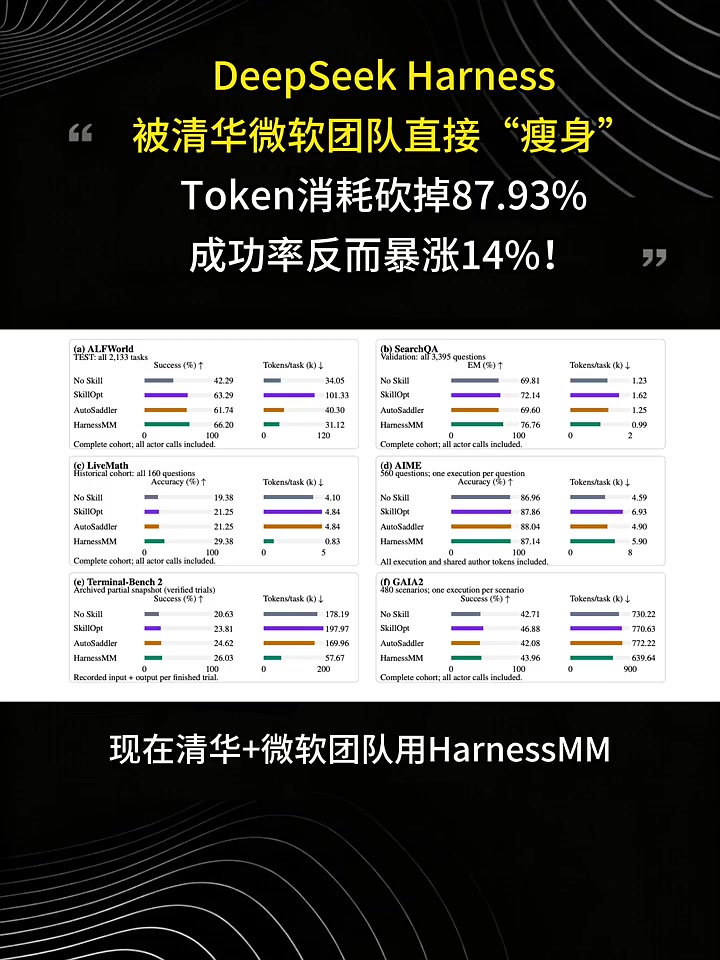 DeepSeek Harness
“被清华微软团队直接“瘦身”
Token消耗砍掉87.93%
成功率反而暴涨14%！”
(a) ALFWorld
TEST: all 2,133 tasks
Success (%) ↑ Tokens/task (k) ↓
No Skill 42.29 34.05
SkillOpt 63.29 101.33
AutoSaddler 61.74 40.30
HarnessMM 66.20 31.12
0 100 0 120
Complete cohort; all actor calls included.
(b) SearchQA
Validation: all 3,395 questions
EM (%) ↑ Tokens/task (k) ↓
No Skill 69.81 1.23
SkillOpt 72.14 1.62
AutoSaddler 69.60 1.25
HarnessMM 76.76 0.99
0 100 0 2
Complete cohort; all actor calls included.
(c) LiveMath
Historical cohort: all 160 questions
Accuracy (%) ↑ Tokens/task (k) ↓
No Skill 19.38 4.10
SkillOpt 21.25 4.84
AutoSaddler 21.25 4.84
HarnessMM 29.38 0.83
0 100 0 5
Complete cohort; all actor calls included.
(d) AIME
560 questions; one execution per question
Accuracy (%) ↑ Tokens/task (k) ↓
No Skill 86.96 4.59
SkillOpt 87.86 6.93
AutoSaddler 88.04 4.90
HarnessMM 87.14 5.90
0 100 0 8
All execution and shared author tokens included.
(e) Terminal-Bench 2
Archived partial snapshot (verified trials)
Success (%) ↑ Tokens/task (k) ↓
No Skill 20.63 178.19
SkillOpt 23.81 197.97
AutoSaddler 24.62 169.96
HarnessMM 26.03 57.67
0 100 0 200
Recorded input + output per finished trial.
(f) GAIA2
480 scenarios; one execution per scenario
Success (%) ↑ Tokens/task (k) ↓
No Skill 42.71 730.22
SkillOpt 46.88 770.63
AutoSaddler 42.08 772.22
HarnessMM 43.96 639.64
0 100 0 900
Complete cohort; all actor calls included.
现在清华+微软团队用HarnessMM